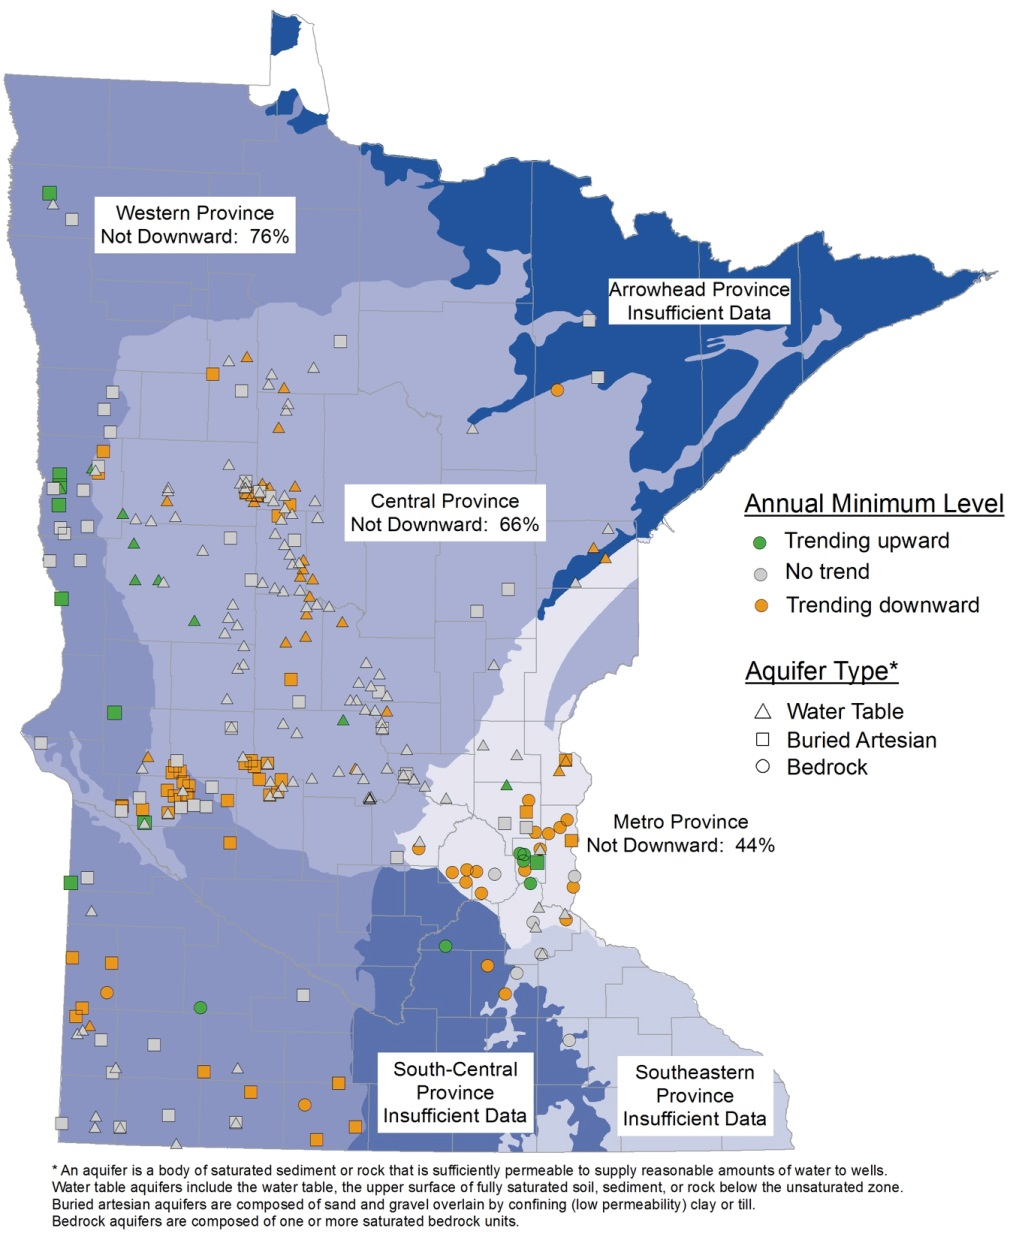 Western Province
Not Downward: 76%
Arrowhead Province
Insufficient Data
Central Province
Not Downward: 66%
Annual Minimum Level
Trending upward
No trend
Trending downward
Aquifer Type*
Water Table
Buried Artesian
Bedrock
Metro Province
Not Downward: 44%
South-Central
Province
Insufficient Data
Southeastern
Province
Insufficient Data
* An aquifer is a body of saturated sediment or rock that is sufficiently permeable to supply reasonable amounts of water to wells.
Water table aquifers include the water table, the upper surface of fully saturated soil, sediment, or rock below the unsaturated zone.
Buried artesian aquifers are composed of sand and gravel overlain by confining (low permeability) clay or till.
Bedrock aquifers are composed of one or more saturated bedrock units.